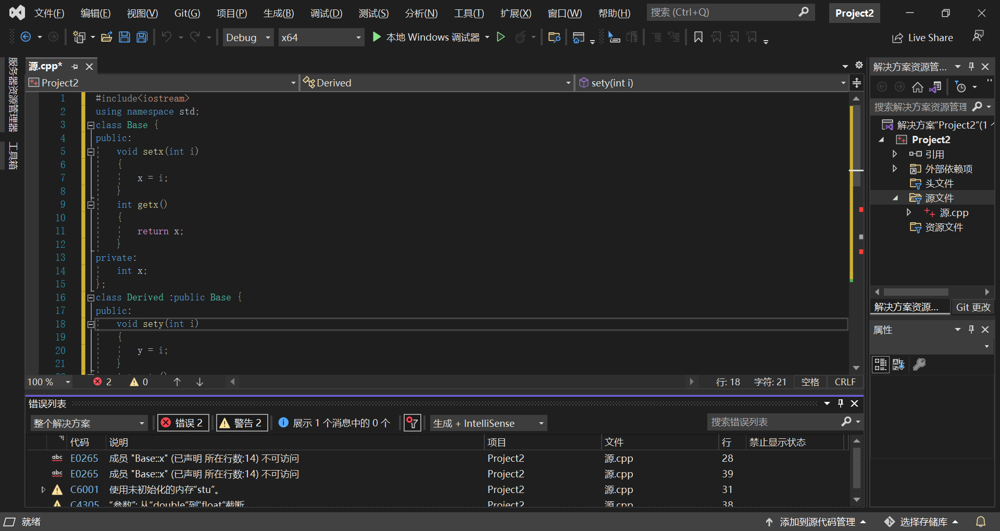 文件(F) 编辑(E) 视图(V) Git(G) 项目(P) 生成(B) 调试(D) 测试(S) 分析(N) 工具(T) 扩展(X) 窗口(W) 帮助(H) 搜索 (Ctrl+Q) Project2
Debug x64 本地 Windows 调试器 Live Share
服务器资源管理器
工具箱
源.cpp*
Project2 Derived sety(int i)
1 #include<iostream>
2 using namespace std;
3 class Base {
4 public:
5 void setx(int i)
6 {
7 x = i;
8 }
9 int getx()
10 {
11 return x;
12 }
13 private:
14 int x;
15 };
16 class Derived :public Base {
17 public:
18 void sety(int i)
19 {
20 y = i;
21 }
100 % 2 0 行: 18 字符: 21 空格 CRLF
错误列表
整个解决方案 错误 2 警告 2 展示 1 个消息中的 0 个 生成 + IntelliSense 搜索错误列表
代码 说明 项目 文件 行 禁止显示状态
abc E0265 成员 "Base::x" (已声明 所在行数:14) 不可访问 Project2 源.cpp 28
abc E0265 成员 "Base::x" (已声明 所在行数:14) 不可访问 Project2 源.cpp 39
C6001 使用未初始化的内存“stu”。 Project2 源.cpp 31
C4305 “参数”: 从“double”到“float”截断 Project2 源.cpp 38
解决方案资源管...
搜索解决方案资源管理
解决方案“Project2”(1
Project2
引用
外部依赖项
头文件
源文件
源.cpp
资源文件
解决方案资源... Git 更改
属性
就绪 添加到源代码管理 选择存储库